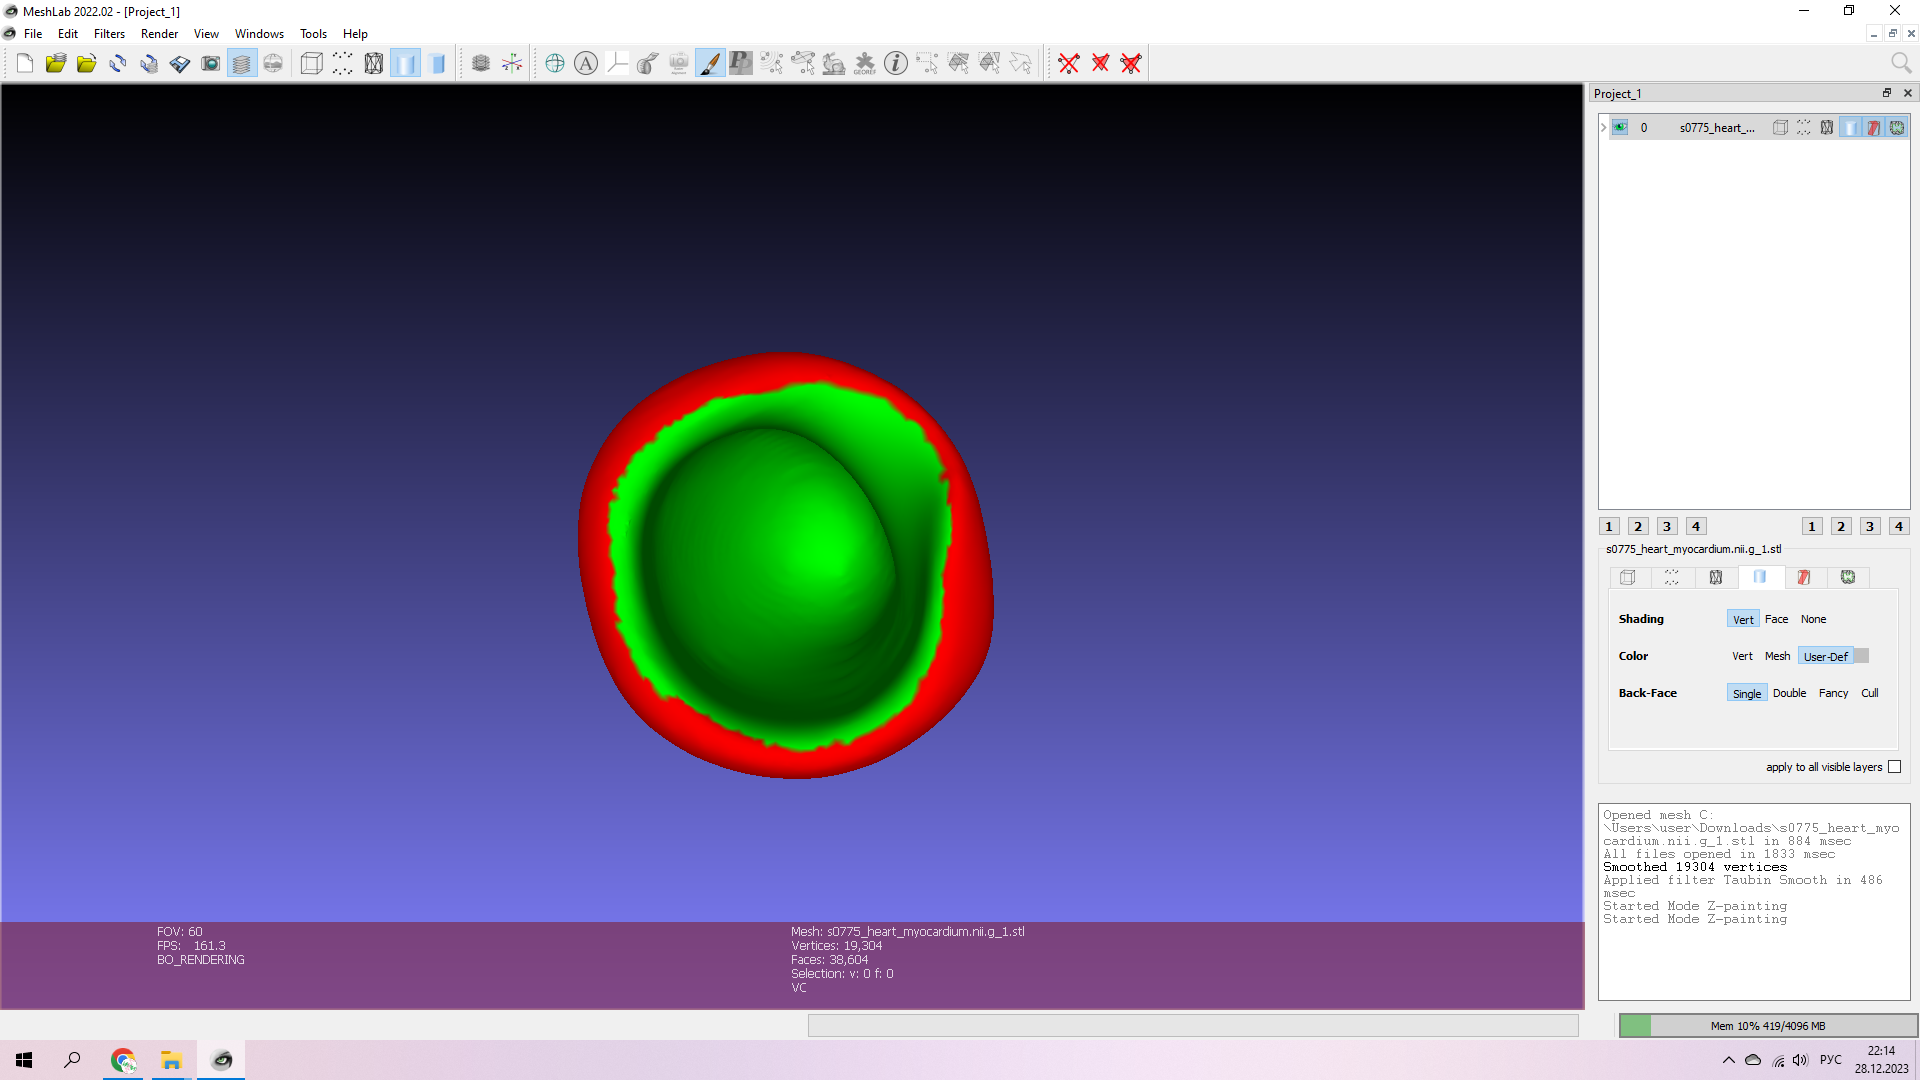 MeshLab 2022.02 - [Project_1]
File Edit Filters Render View Windows Tools Help
A
GEOREF
Project_1
0 s0775_heart_...
1 2 3 4 1 2 3 4
s0775_heart_myocardium.nii.g_1.stl
Shading Vert Face None
Color Vert Mesh User-Def
Back-Face Single Double Fancy Cull
apply to all visible layers
Opened mesh C:
\Users\user\Downloads\s0775_heart_myo
cardium.nii.g_1.stl in 884 msec
All files opened in 1833 msec
Smoothed 19304 vertices
Applied filter Taubin Smooth in 486
msec
Started Mode Z-painting
Started Mode Z-painting
FOV: 60
FPS: 161.3
BO_RENDERING
Mesh: s0775_heart_myocardium.nii.g_1.stl
Vertices: 19,304
Faces: 38,604
Selection: v: 0 f: 0
VC
Mem 10% 419/4096 MB
РУС
22:14
28.12.2023